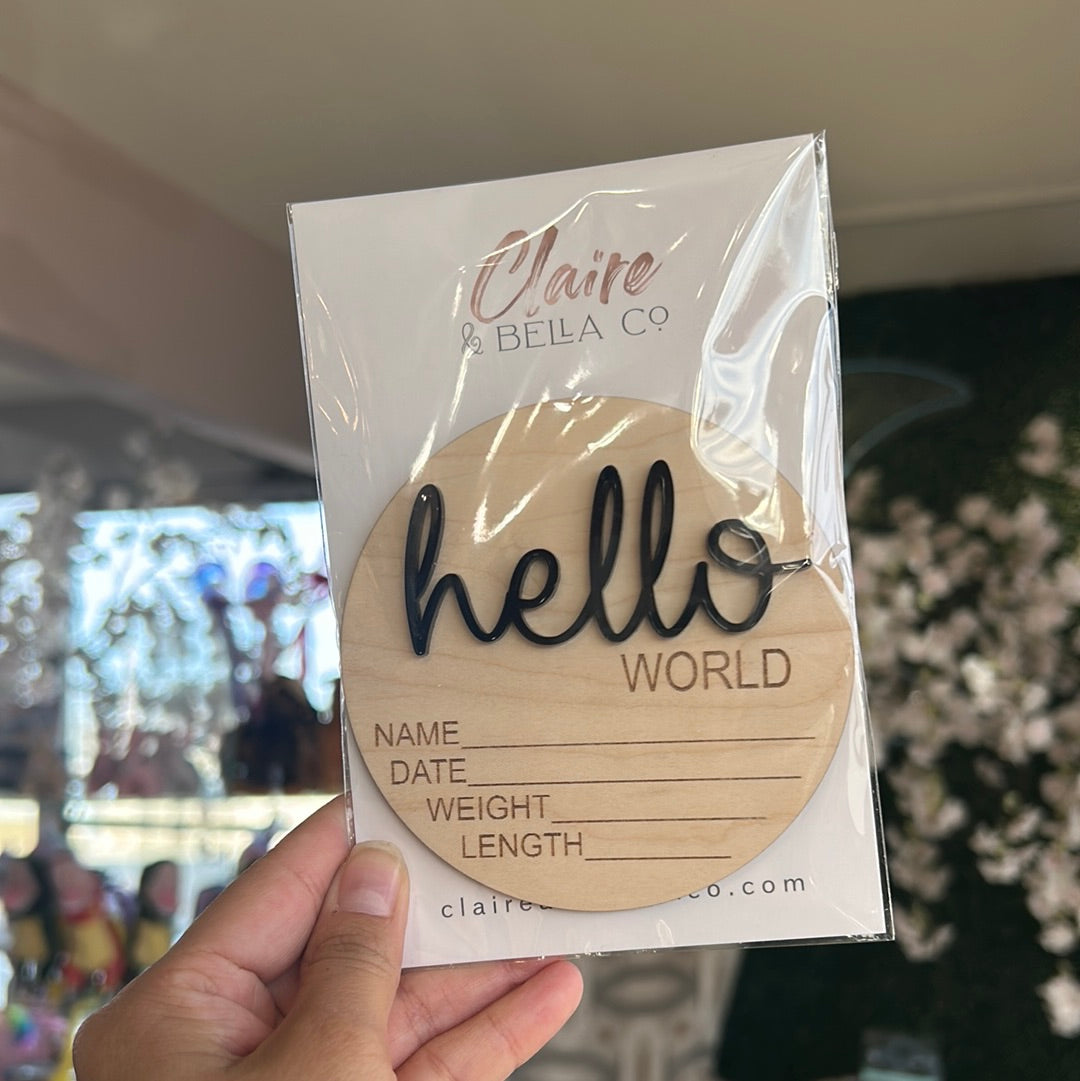 Claire
& BELLA Co
hello
WORLD
NAME
DATE
WEIGHT
LENGTH